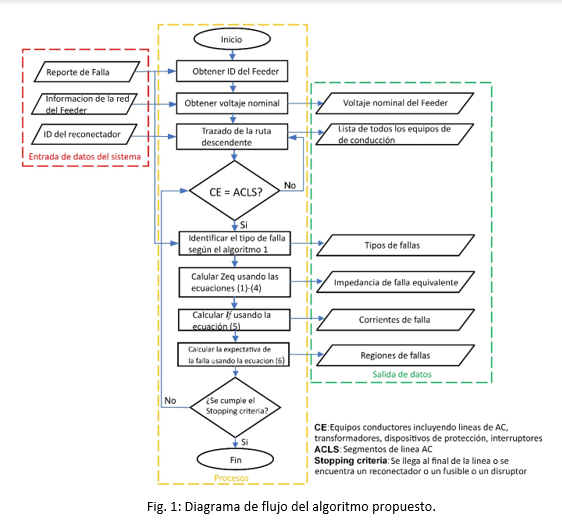 Inicio
Reporte de Falla
Obtener ID del Feeder
Informacion de la red
del Feeder
Obtener voltaje nominal
Voltaje nominal del Feeder
ID del reconectador
Trazado de la ruta
descendente
Lista de todos los equipos de
de conducción
Entrada de datos del sistema
CE = ACLS?
No
Si
Identificar el tipo de falla
según el algoritmo 1
Tipos de fallas
Calular Zeq usando las
ecuaciones (1)-(4)
Impedancia de falla equivalente
Calcular If usando la
ecuación (5)
Corrientes de falla
Calcular la expectativa de
la falla usando la ecuacion (6)
Regiones de fallas
Salida de datos
No
¿Se cumple el
Stopping criteria?
Si
Fin
Procesos
CE:Equipos conductores incluyendo lineas de AC,
transformadores, dispositivos de protección, interruptores
ACLS: Segmentos de linea AC
Stopping criteria: Se llega al final de la linea o se
encuentra un reconectador o un fusible o un disruptor
Fig. 1: Diagrama de flujo del algoritmo propuesto.